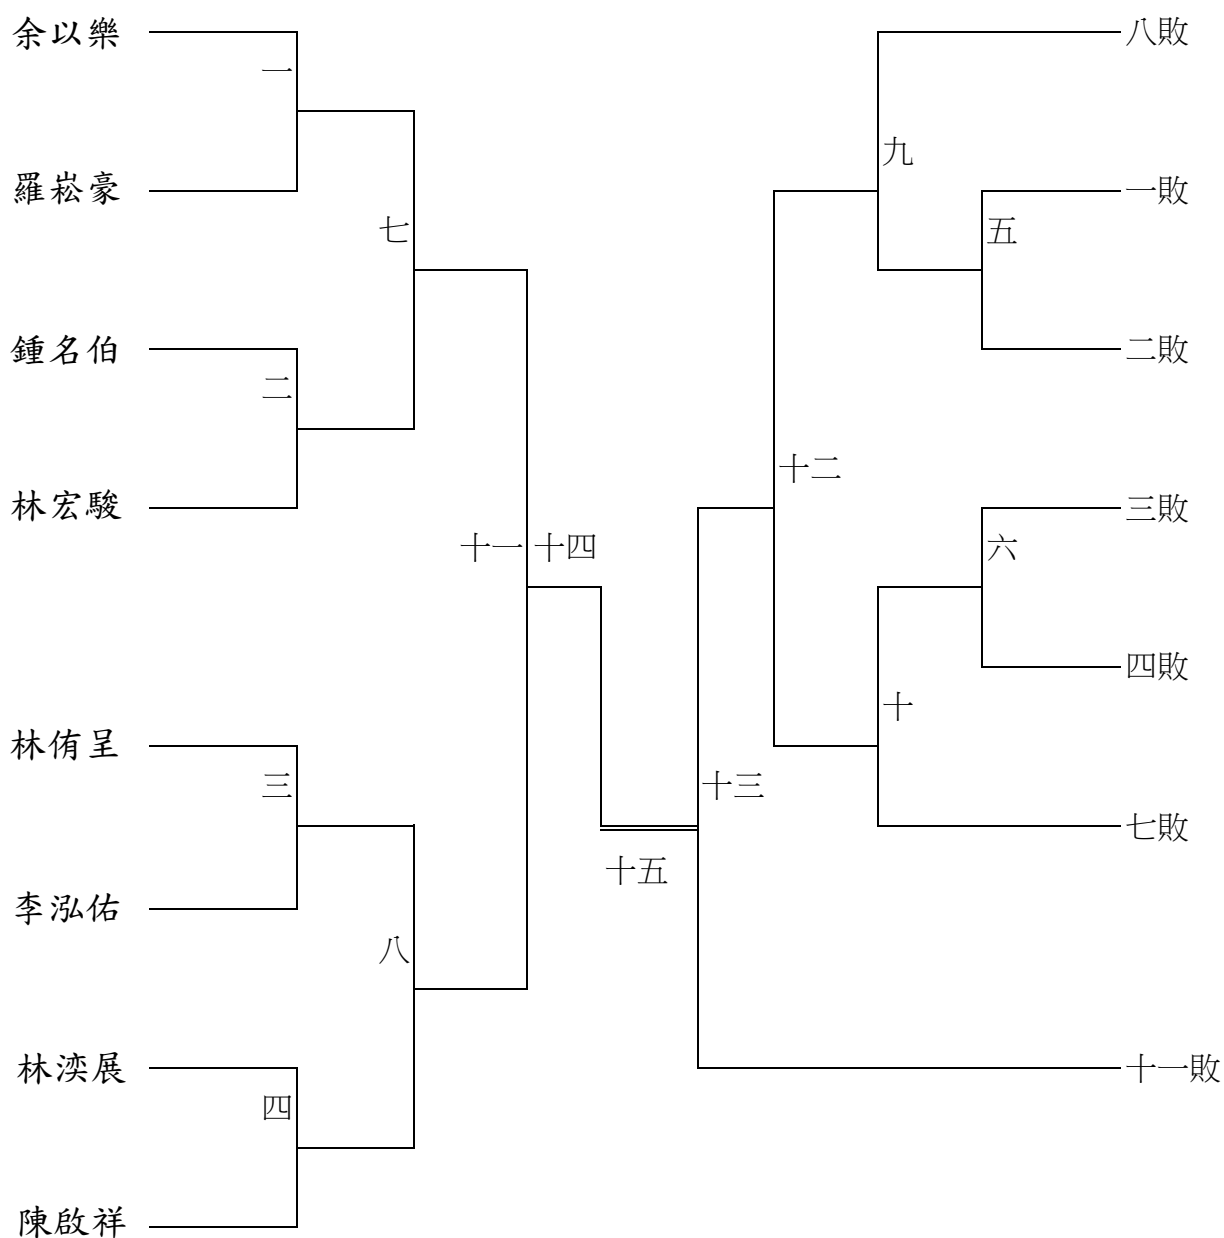 余以樂
一
羅崧豪
七
鍾名伯
二
林宏駿
十一
十四
林侑呈
三
李泓佑
八
林湙展
四
陳啟祥
十五
十三
十二
九
八敗
五
一敗
二敗
六
三敗
四敗
十
七敗
十一敗